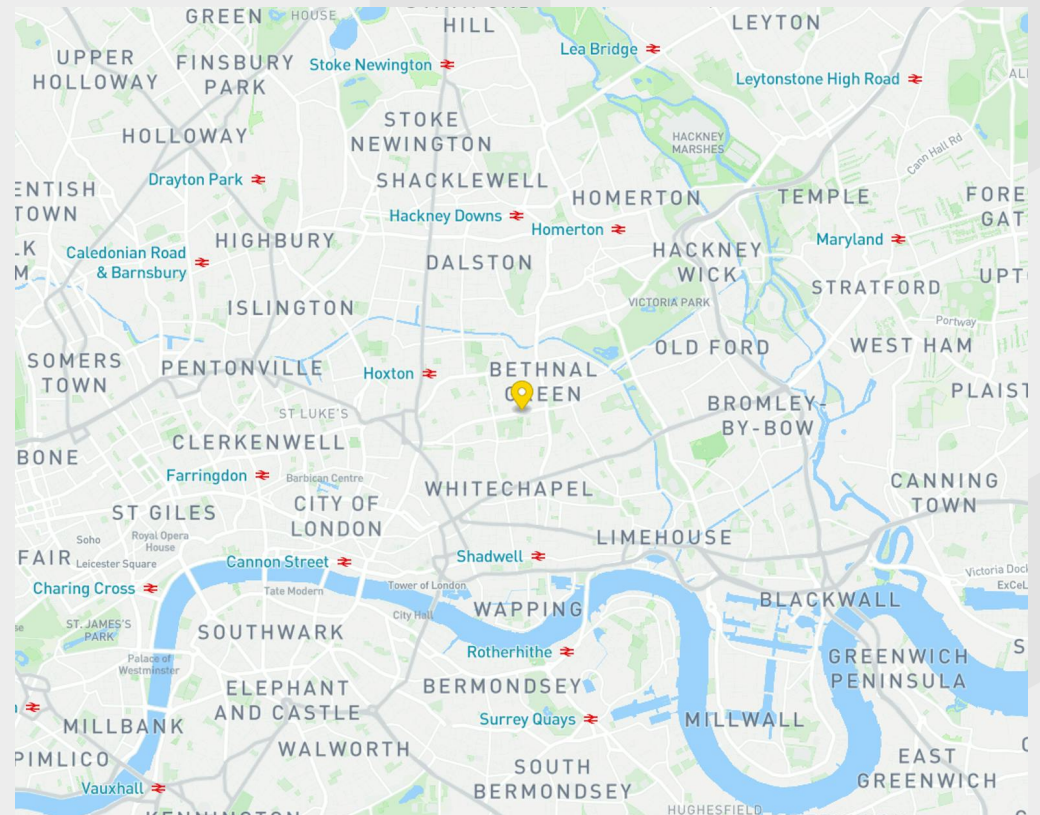 GREEN
HOUSE
HILL
LEYTON
UPPER
HOLLOWAY
FINSBURY
PARK
Stoke Newington
Lea Bridge
Leytonstone High Road
HOLLOWAY
STOKE
NEWINGTON
HACKNEY
MARSHES
Cann Hall Rd
Drayton Park
SHACKLEWELL
ENTISH
TOWN
HOMERTON
TEMPLE
FORE
GAT
Hackney Downs
Homerton
HIGHBURY
Caledonian Road
& Barnsbury
LK
M
DALSTON
HACKNEY
WICK
Maryland
UPT
STRATFORD
ISLINGTON
VICTORIA PARK
Portway
SOMERS
TOWN
PENTONVILLE
Hoxton
BETHNAL
GREEN
OLD FORD
WEST HAM
PLAIST
ST LUKE'S
BROMLEY-
BY-BOW
CLERKENWELL
BONE
Farringdon
Barbican Centre
WHITECHAPEL
CANNING
TOWN
ST GILES
CITY OF
LONDON
Soho
Royal Opera
House
LIMEHOUSE
FAIR
Leicester Square
Cannon Street
Shadwell
Victoria Dock
ExCeL
Charing Cross
Tate Modern
Tower of London
WAPPING
BLACKWALL
City Hall
ST. JAMES'S
PARK
SOUTHWARK
Palace of
Westminster
Rotherhithe
GREENWICH
PENINSULA
ELEPHANT
AND CASTLE
BERMONDSEY
Surrey Quays
MILLWALL
MILLBANK
WALWORTH
PIMLICO
SOUTH
BERMONDSEY
EAST
GREENWICH
Vauxhall
HUGHESFIELD
KENNINGTON